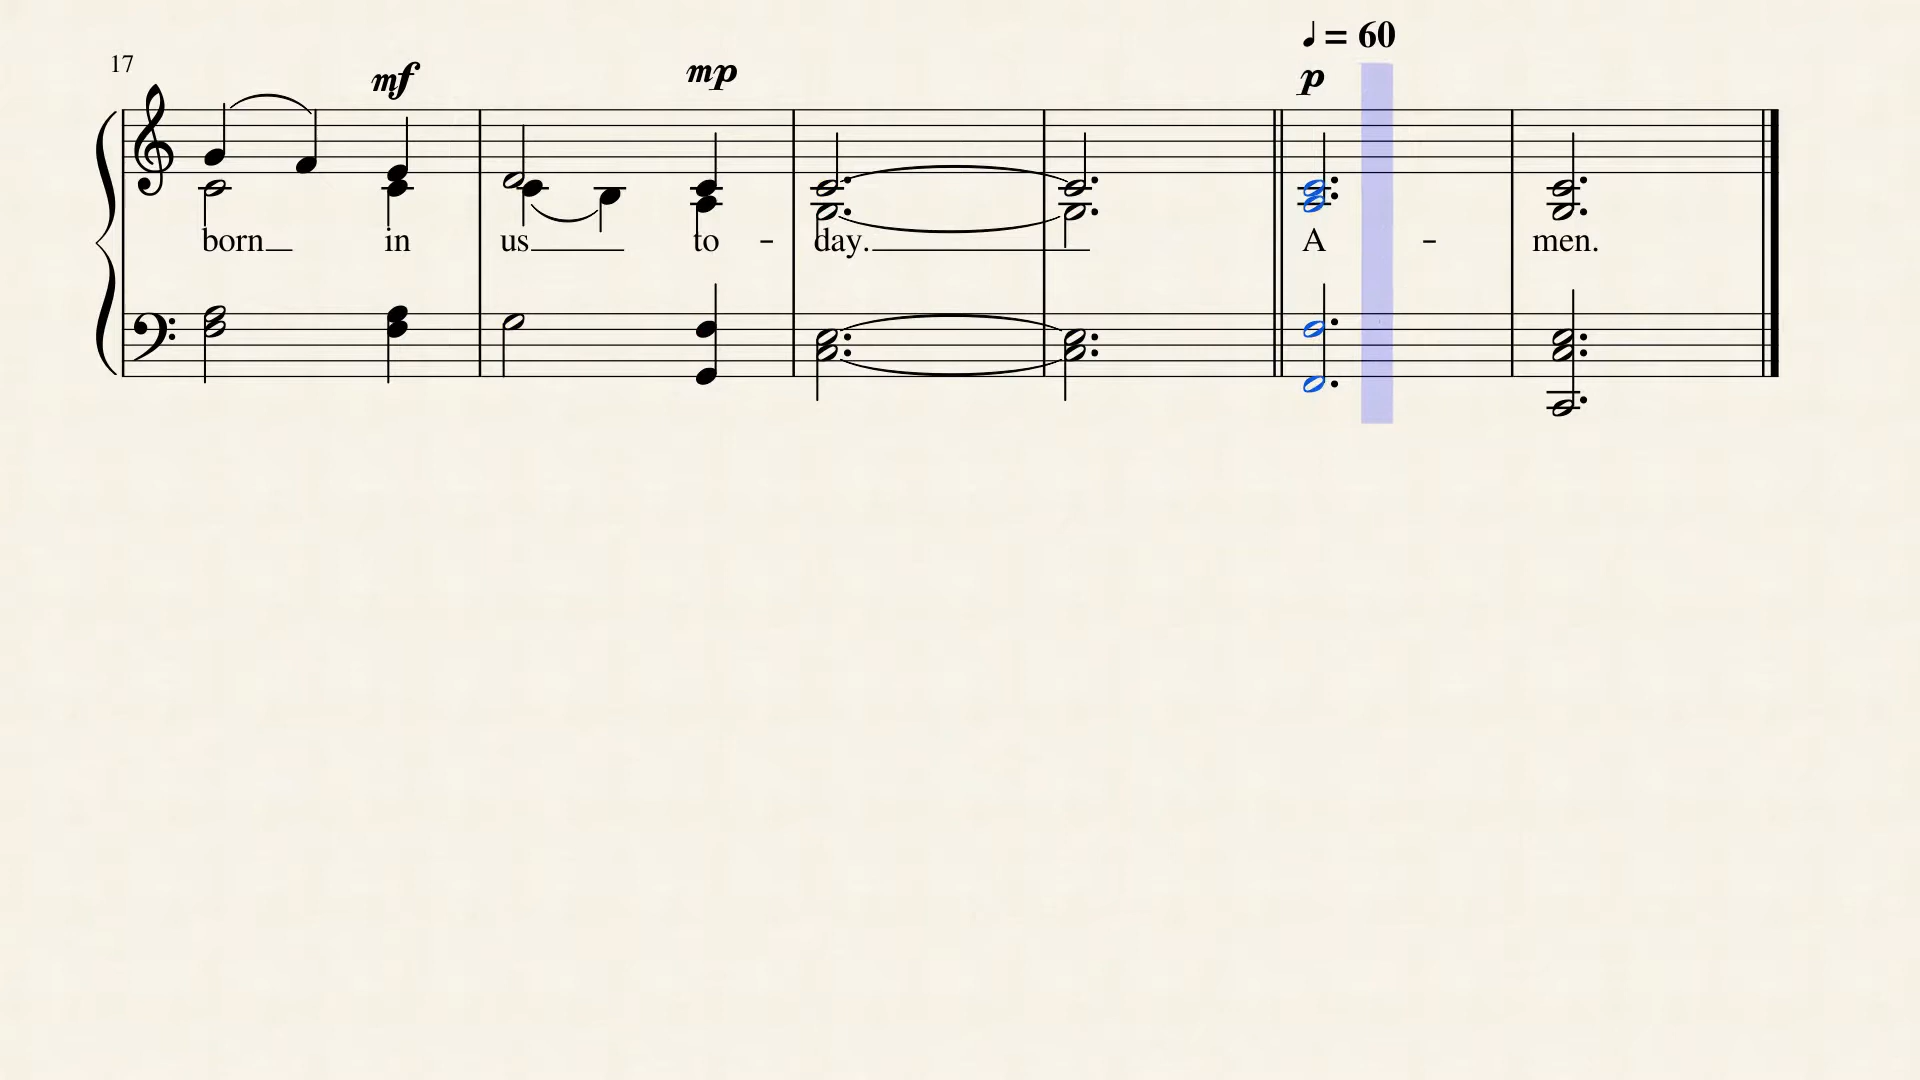 ♩ = 60
17
mf mp p
born in us to - day. A - men.